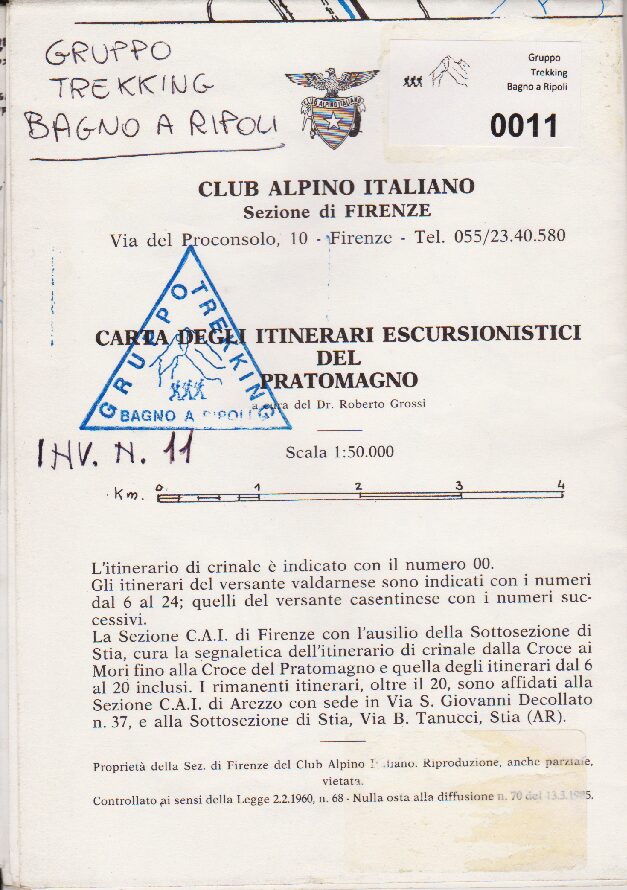 GRUPPO
TREKKING
BAGNO A RIPOLI
CLUB ALPINO ITALIANO
Gruppo
Trekking
Bagno a Ripoli
0011
CLUB ALPINO ITALIANO
Sezione di FIRENZE
Via del Proconsolo, 10 - Firenze - Tel. 055/23.40.580
GRUPPO TREKKING
BAGNO A RIPOLI
CARTA DEGLI ITINERARI ESCURSIONISTICI
DEL
PRATOMAGNO
a cura del Dr. Roberto Grossi
INV. N. 11
Scala 1:50.000
Km. 0 1 2 3 4
L'itinerario di crinale è indicato con il numero 00.
Gli itinerari del versante valdarnese sono indicati con i numeri
dal 6 al 24; quelli del versante casentinese con i numeri suc-
cessivi.
La Sezione C.A.I. di Firenze con l'ausilio della Sottosezione di
Stia, cura la segnaletica dell'itinerario di crinale dalla Croce ai
Mori fino alla Croce del Pratomagno e quella degli itinerari dal 6
al 20 inclusi. I rimanenti itinerari, oltre il 20, sono affidati alla
Sezione C.A.I. di Arezzo con sede in Via S. Giovanni Decollato
n. 37, e alla Sottosezione di Stia, Via B. Tanucci, Stia (AR).
Proprietà della Sez. di Firenze del Club Alpino Italiano. Riproduzione, anche parziale,
vietata.
Controllato ai sensi della Legge 2.2.1960, n. 68 - Nulla osta alla diffusione n. 70 del